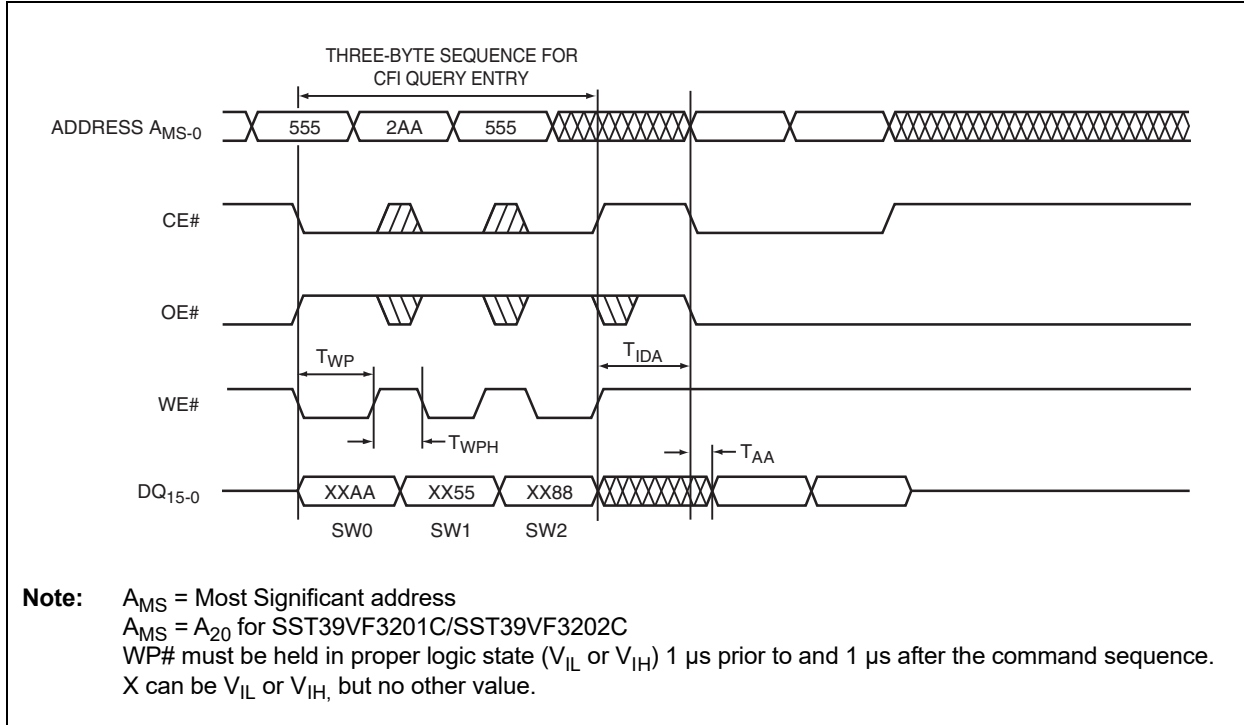 THREE-BYTE SEQUENCE FOR
CFI QUERY ENTRY
ADDRESS AMS-0
555
2AA
555
CE#
OE#
TWP
TIDA
WE#
TWPH
TAA
DQ15-0
XXAA
XX55
XX88
SW0
SW1
SW2
Note: AMS = Most Significant address
AMS = A20 for SST39VF3201C/SST39VF3202C
WP# must be held in proper logic state (VIL or VIH) 1 µs prior to and 1 µs after the command sequence.
X can be VIL or VIH, but no other value.